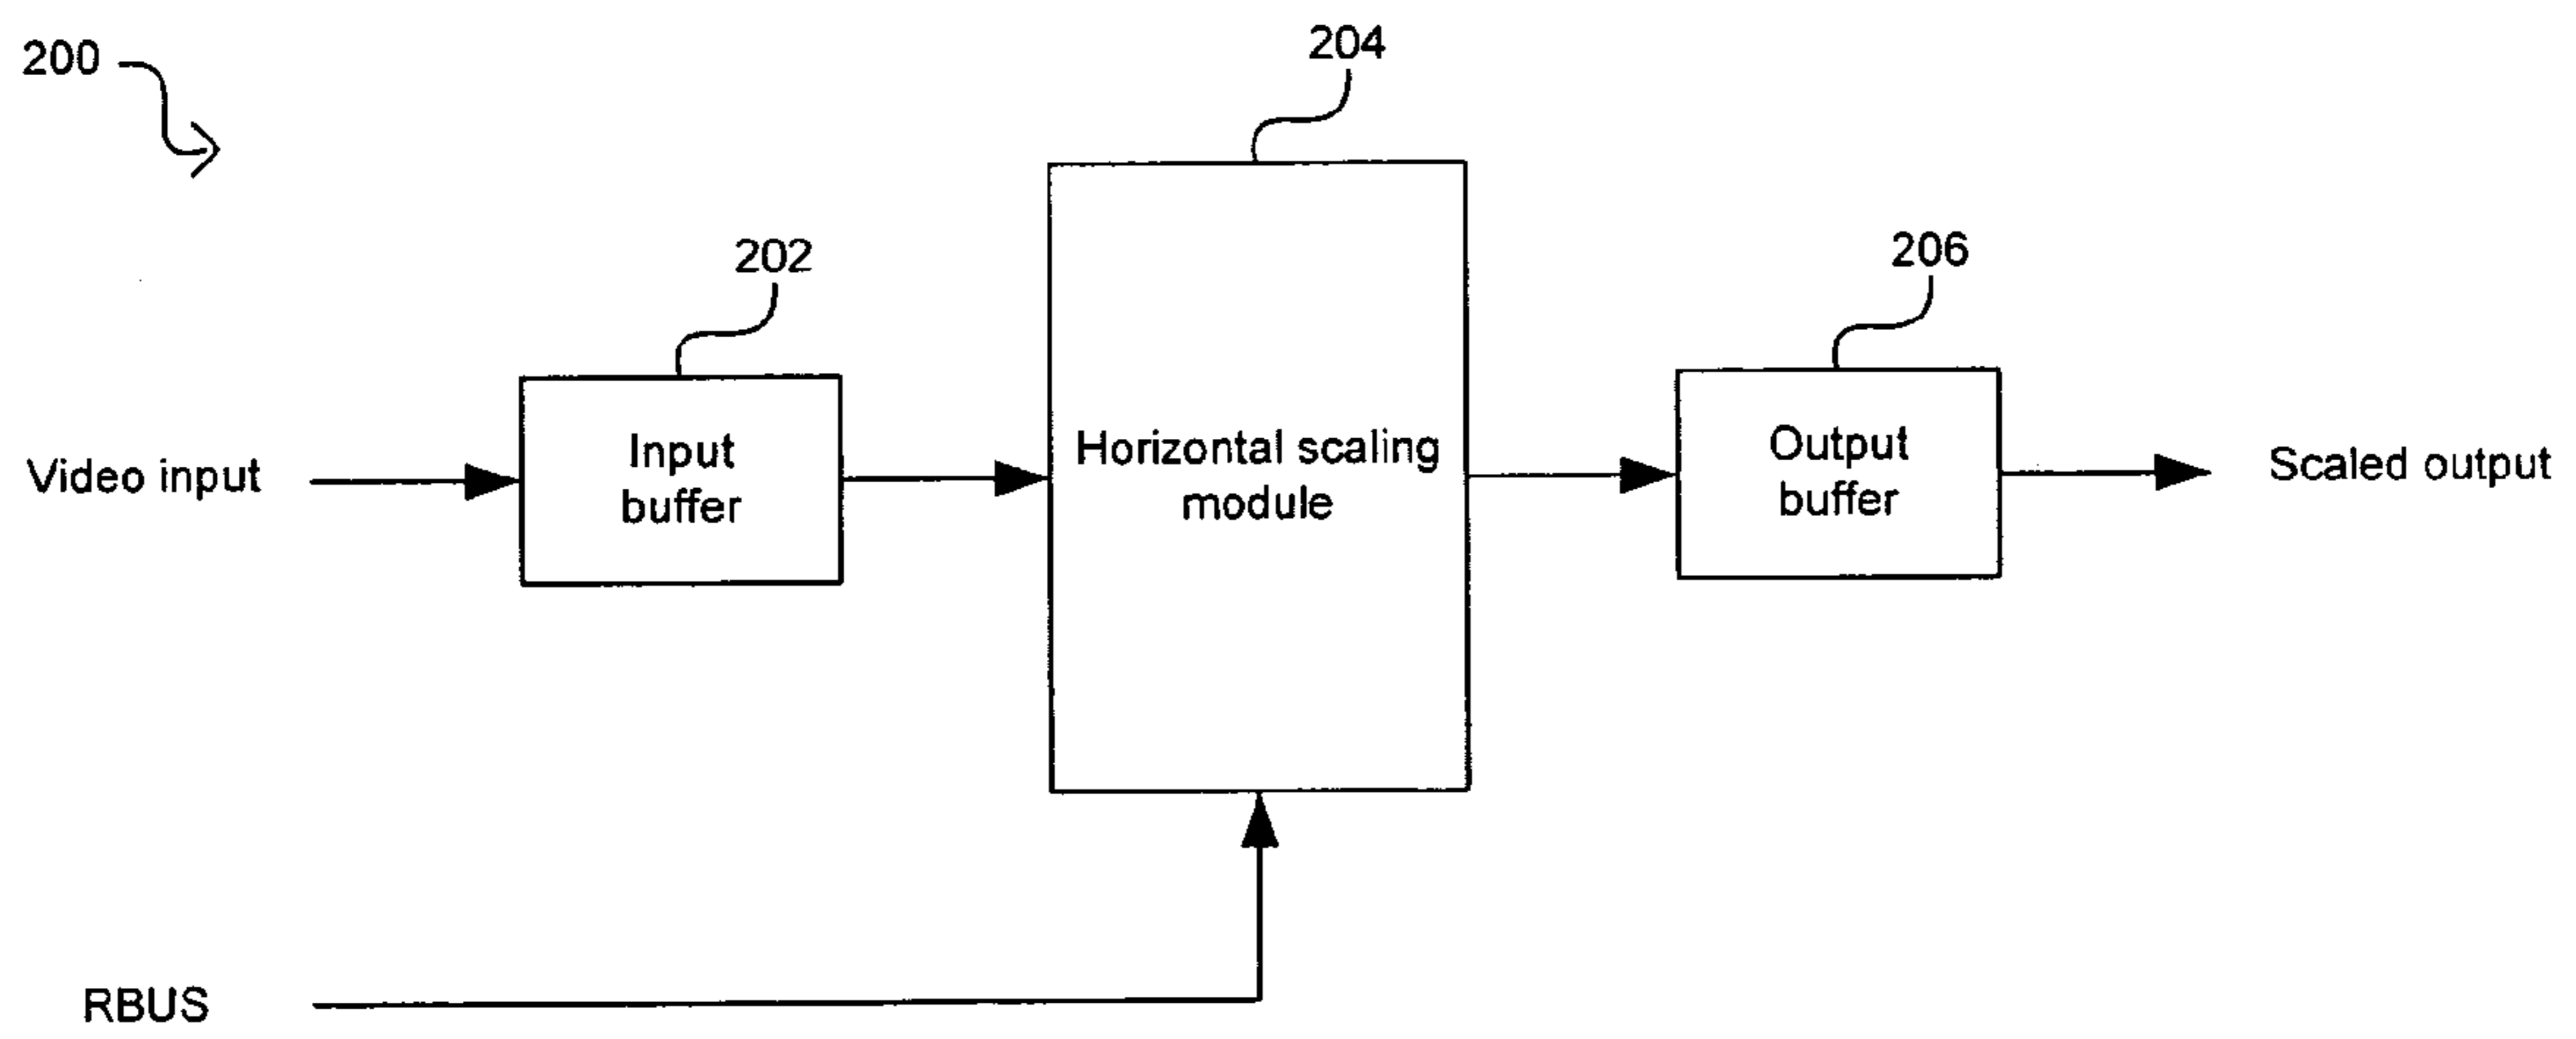 200
204
202
206
Video input
Input
buffer
Horizontal scaling
module
Output
buffer
Scaled output
RBUS